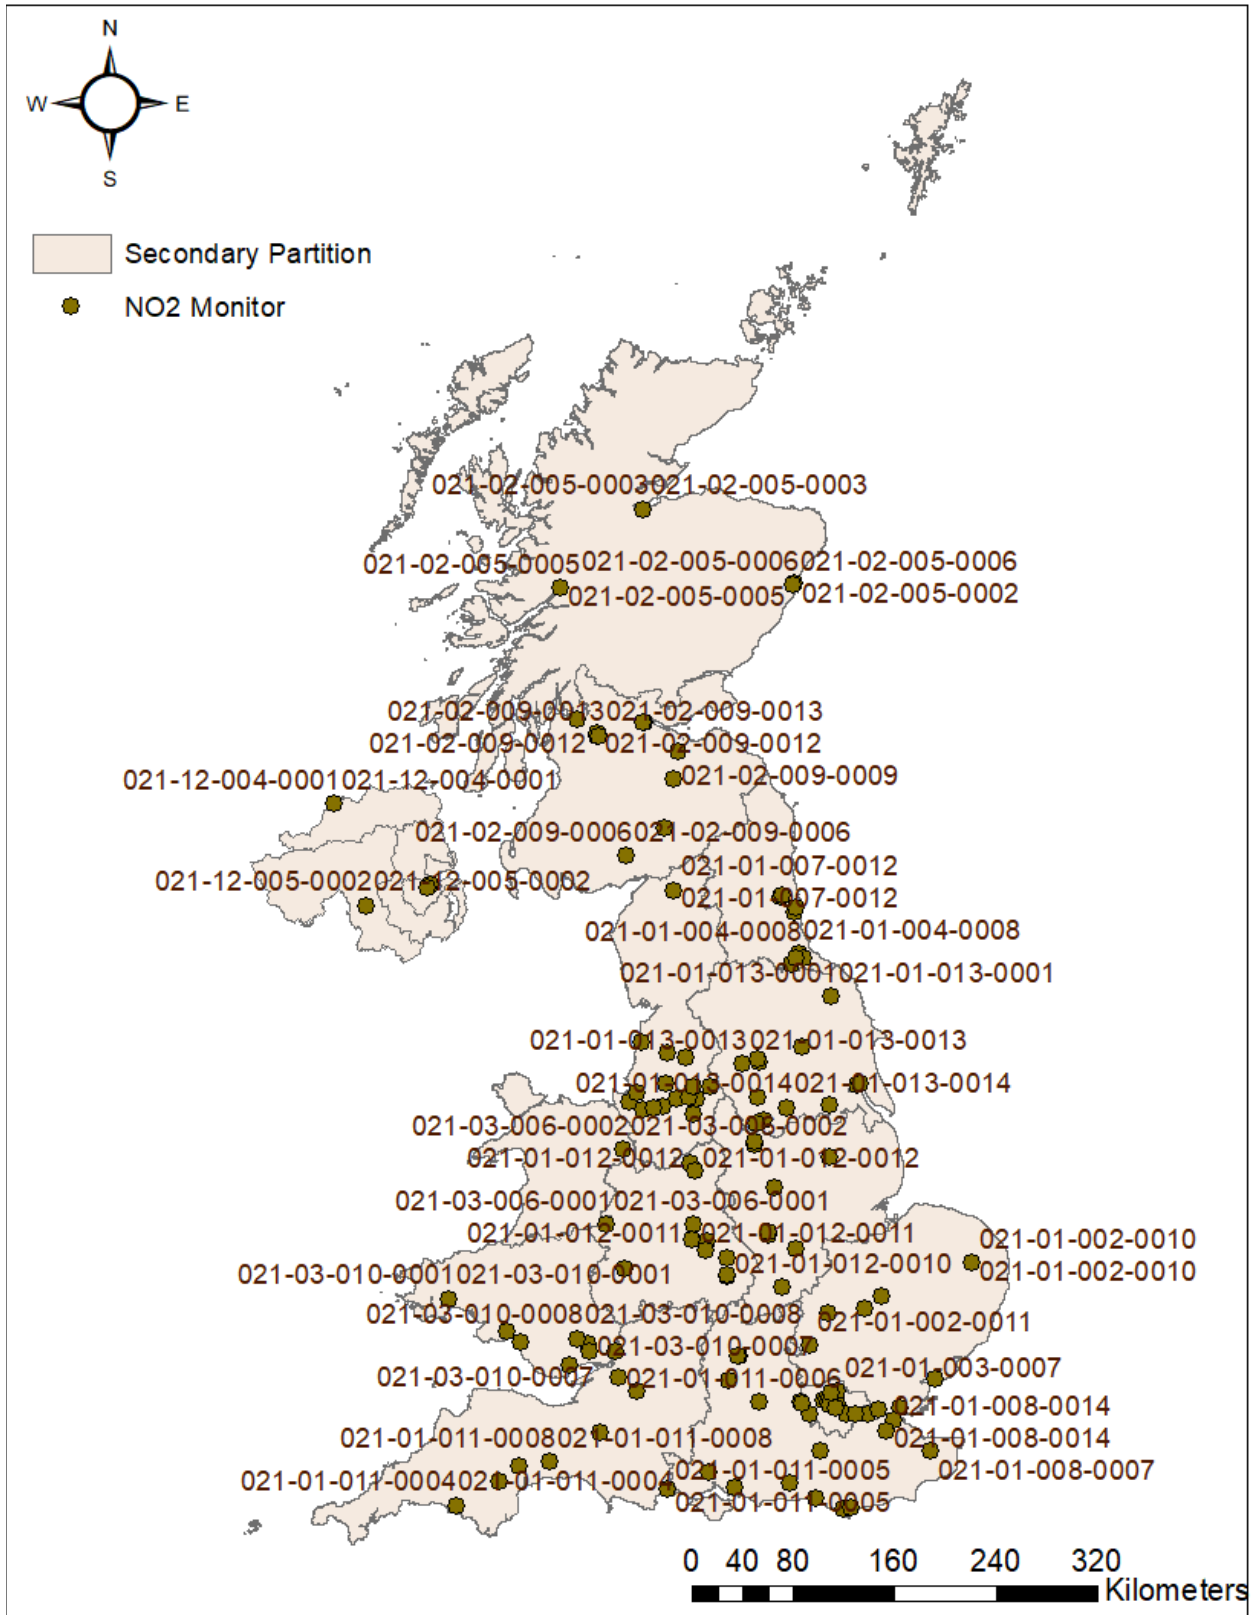 N
W E
S
Secondary Partition
NO2 Monitor
021-02-005-0003021-02-005-0003
021-02-005-0005021-02-005-0006021-02-005-0006
021-02-005-0005 021-02-005-0002
021-02-009-0013021-02-009-0013
021-02-009-0012 021-02-009-0012
021-12-004-0001021-12-004-0001 021-02-009-0009
021-02-009-0006021-02-009-0006
021-01-007-0012
021-12-005-0002021-12-005-0002
021-01-007-0012
021-01-004-0008021-01-004-0008
021-01-013-0001021-01-013-0001
021-01-013-0013021-01-013-0013
021-01-013-0014021-01-013-0014
021-03-006-0002021-03-006-0002
021-01-012-0012 021-01-012-0012
021-03-006-0001021-03-006-0001
021-01-012-0011 021-01-012-0011 021-01-002-0010
021-01-012-0010 021-01-002-0010
021-03-010-0001021-03-010-0001
021-03-010-0008021-03-010-0008 021-01-002-0011
021-03-010-0007
021-03-010-0007 021-01-011-0006 021-01-003-0007
021-01-008-0014
021-01-011-0008021-01-011-0008 021-01-008-0014
021-01-011-0004021-01-011-0004 021-01-011-0005 021-01-008-0007
021-01-011-0005
0 40 80 160 240 320
Kilometers